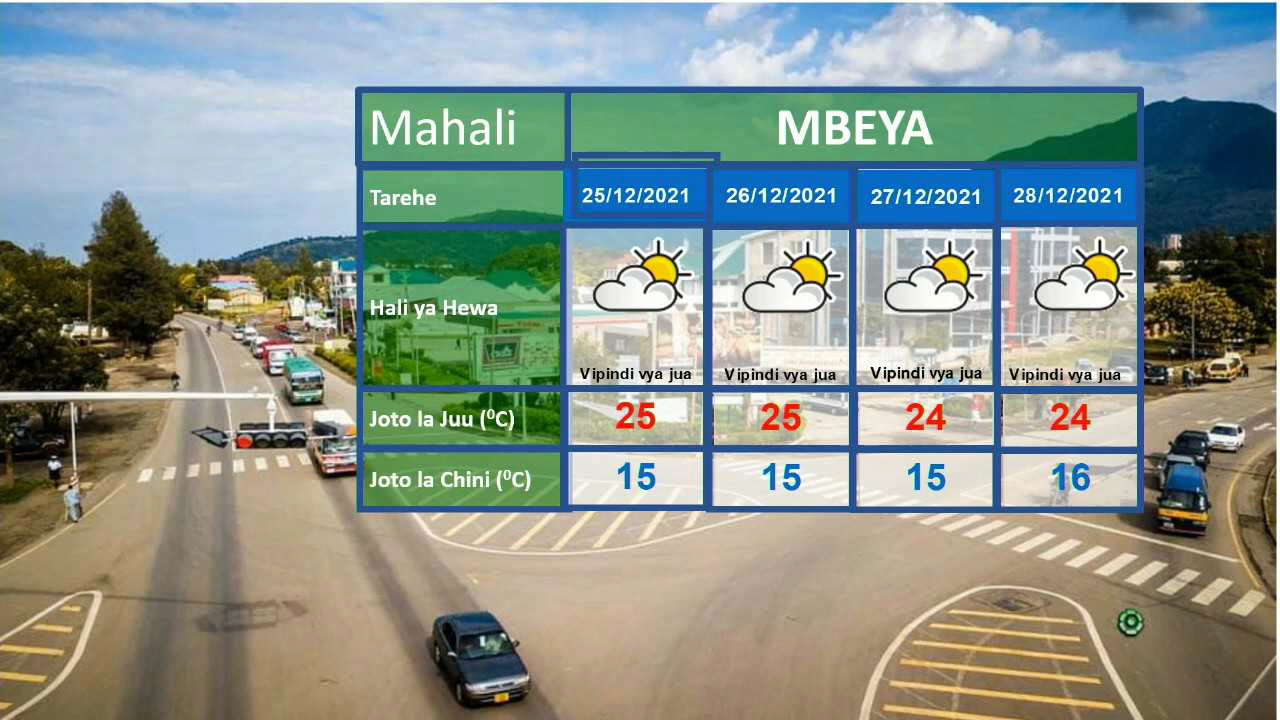 Mahali MBEYA
Tarehe 25/12/2021 26/12/2021 27/12/2021 28/12/2021
Hali ya Hewa Vipindi vya jua Vipindi vya jua Vipindi vya jua Vipindi vya jua
Joto la Juu (⁰C) 25 25 24 24
Joto la Chini (⁰C) 15 15 15 16